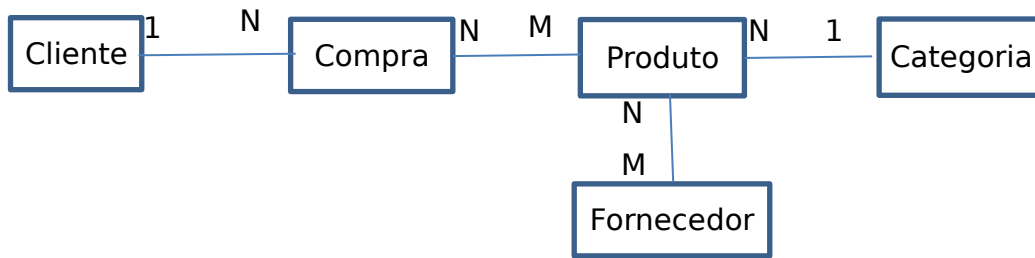 1 N N M N 1
Cliente Compra Produto Categoria
N
M
Fornecedor